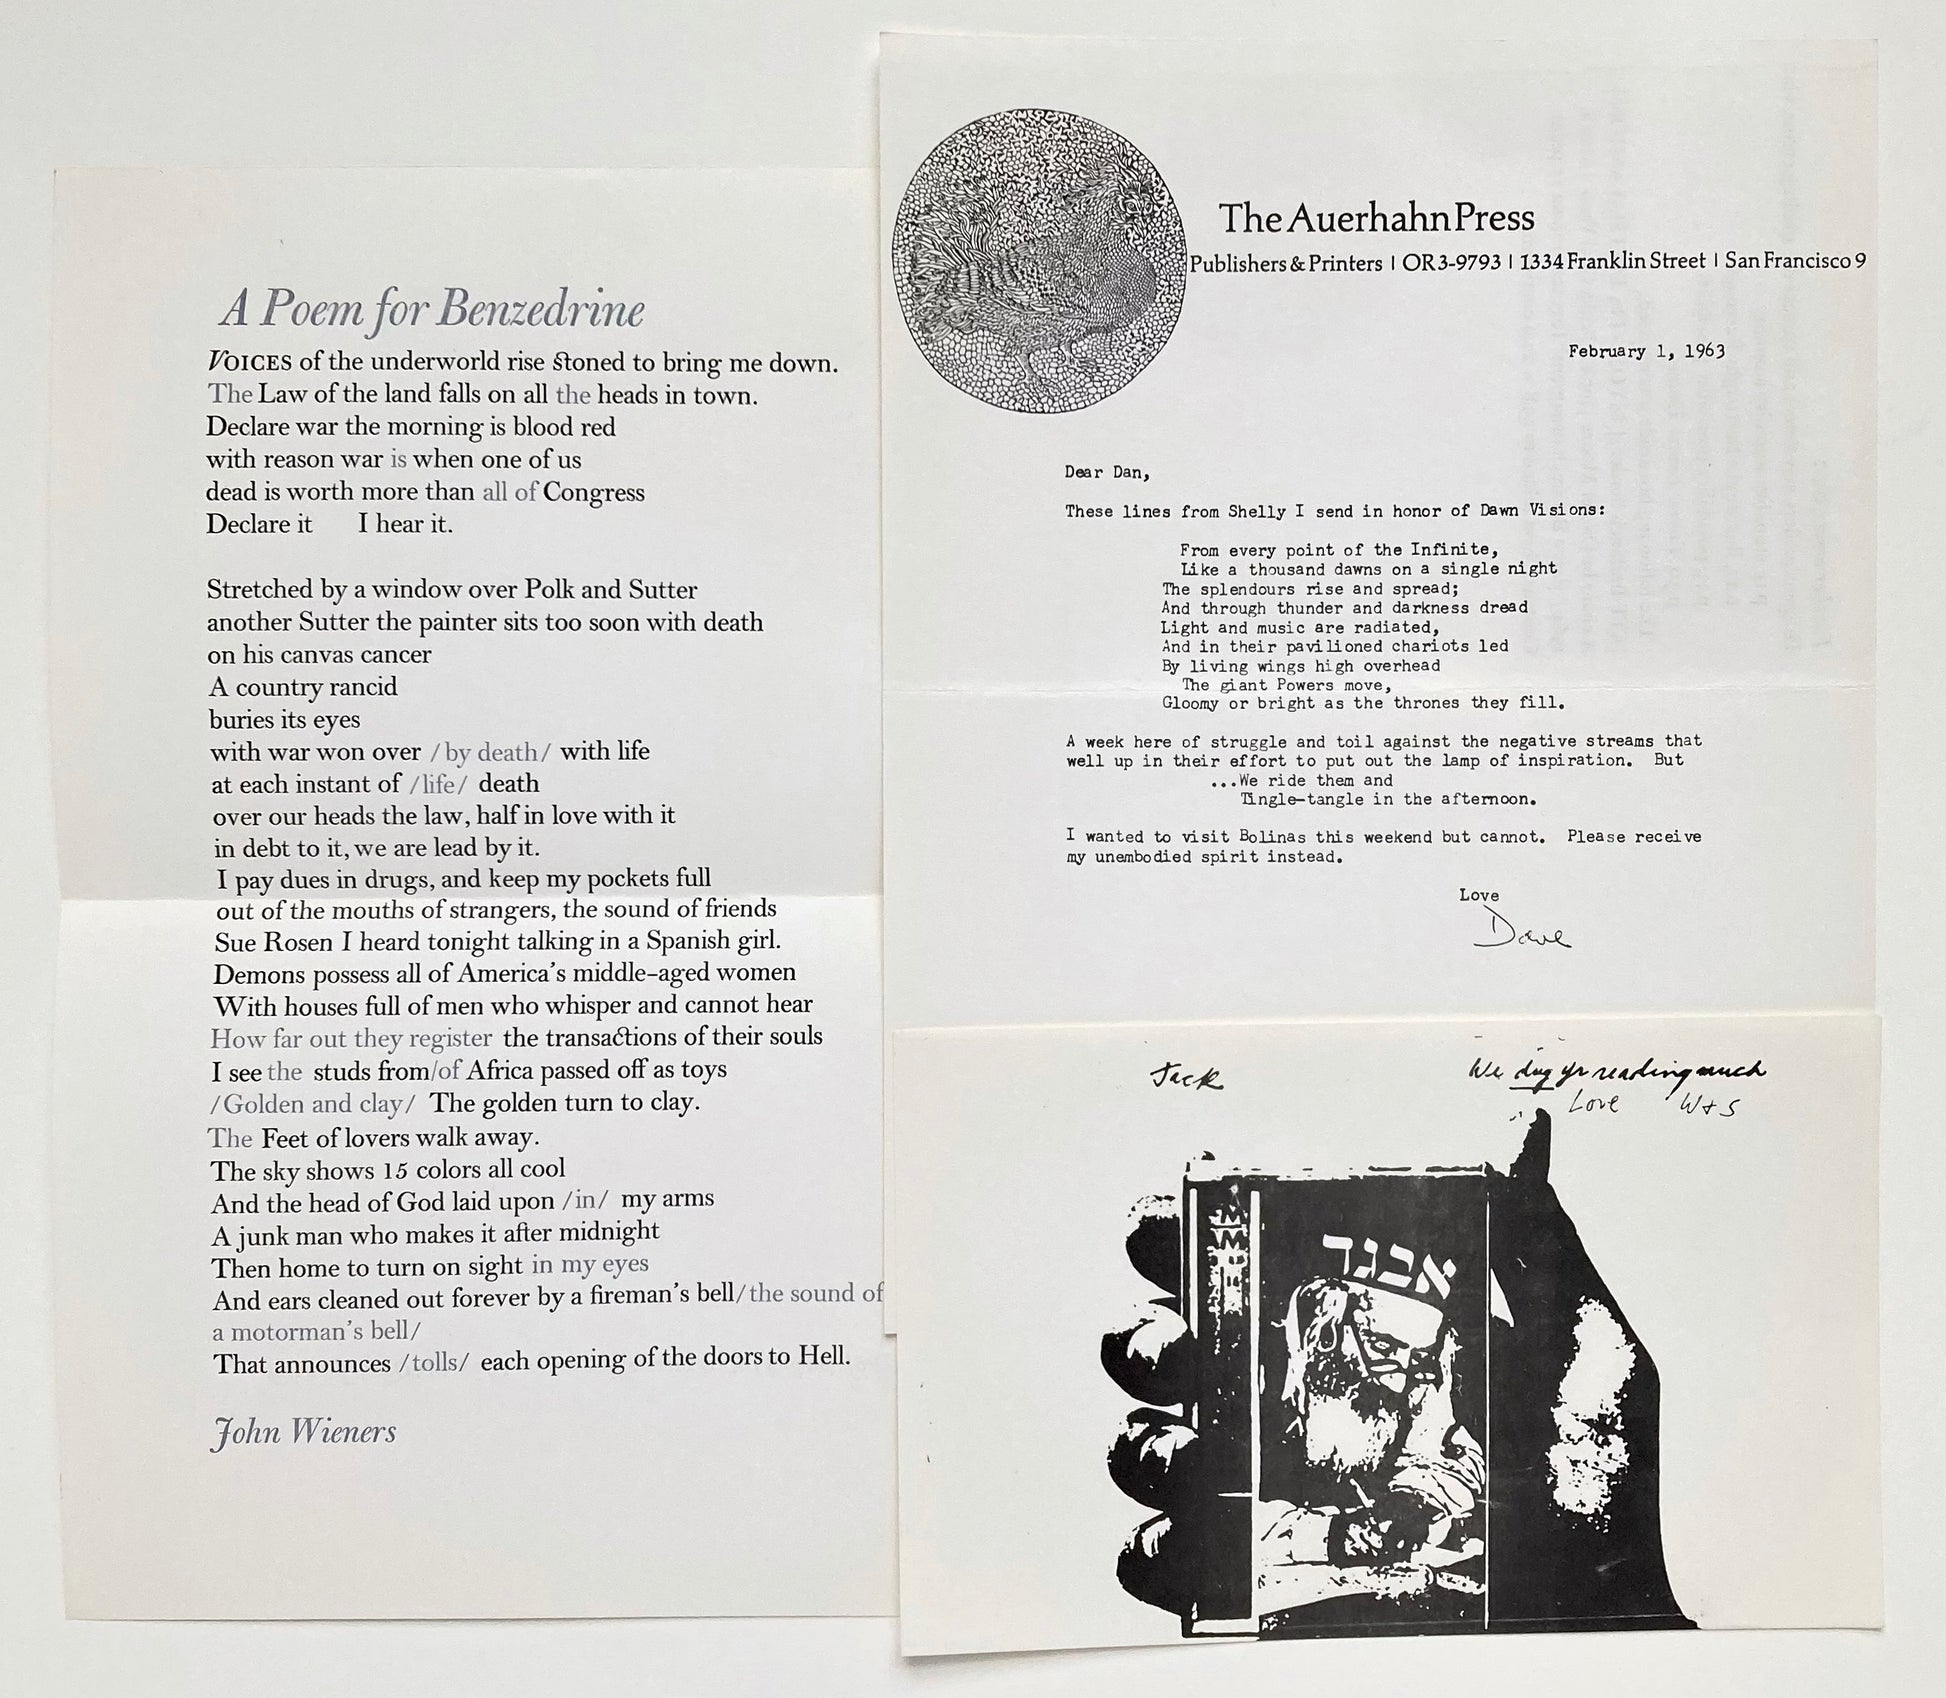 A Poem for Benzedrine
VOICES of the underworld rise stoned to bring me down.
The Law of the land falls on all the heads in town.
Declare war the morning is blood red
with reason war is when one of us
dead is worth more than all of Congress
Declare it I hear it.
Stretched by a window over Polk and Sutter
another Sutter the painter sits too soon with death
on his canvas cancer
A country rancid
buries its eyes
with war won over /by death/ with life
at each instant of /life/ death
over our heads the law, half in love with it
in debt to it, we are lead by it.
I pay dues in drugs, and keep my pockets full
out of the mouths of strangers, the sound of friends
Sue Rosen I heard tonight talking in a Spanish girl.
Demons possess all of America's middle-aged women
With houses full of men who whisper and cannot hear
How far out they register the transactions of their souls
I see the studs from/of Africa passed off as toys
/Golden and clay/ The golden turn to clay.
The Feet of lovers walk away.
The sky shows 15 colors all cool
And the head of God laid upon /in/ my arms
A junk man who makes it after midnight
Then home to turn on sight in my eyes
And ears cleaned out forever by a fireman's bell/the sound of
a motorman's bell/
That announces /tolls/ each opening of the doors to Hell.
John Wieners
The Auerhahn Press
Publishers & Printers | OR3-9793 | 1334 Franklin Street | San Francisco 9
February 1, 1963
Dear Dan,
These lines from Shelly I send in honor of Dawn Visions:
From every point of the Infinite,
Like a thousand dawns on a single night
The splendours rise and spread;
And through thunder and darkness dread
Light and music are radiated,
And in their pavilioned chariots led
By living wings high overhead
The giant Powers move,
Gloomy or bright as the thrones they fill.
A week here of struggle and toil against the negative streams that
well up in their effort to put out the lamp of inspiration. But
...We ride them and
Tingle-tangle in the afternoon.
I wanted to visit Bolinas this weekend but cannot. Please receive
my unembodied spirit instead.
Love
Dave
Jack
We dug yr reading much
Love W+S
אבגד